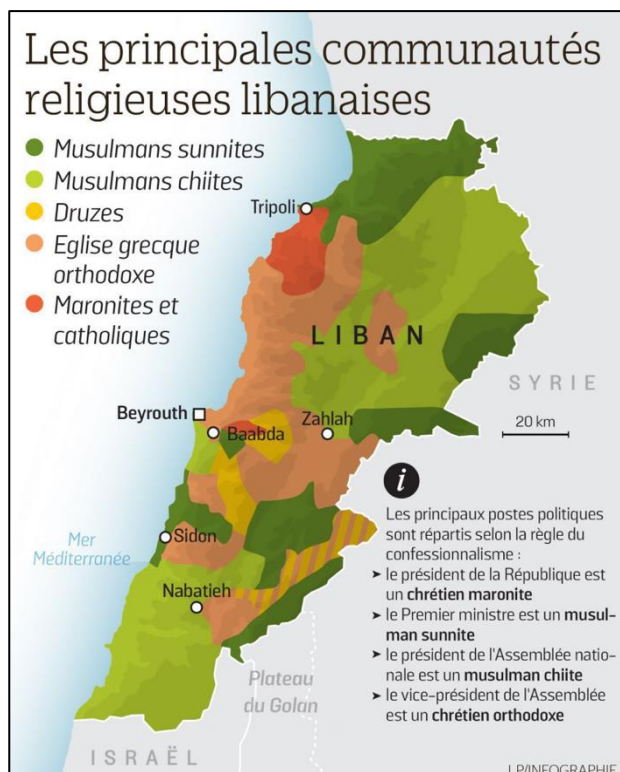 Les principales communautés
religieuses libanaises
Musulmans sunnites
Musulmans chiites
Druzes
Eglise grecque
orthodoxe
Maronites et
catholiques
Tripoli
LIBAN
SYRIE
Beyrouth
Baabda
Zahlah
20 km
i
Mer
Méditerranée
Sidon
Nabatieh
Les principaux postes politiques
sont répartis selon la règle du
confessionnalisme :
➤ le président de la République est
un chrétien maronite
➤ le Premier ministre est un musul-
man sunnite
➤ le président de l'Assemblée natio-
nale est un musulman chiite
➤ le vice-président de l'Assemblée
est un chrétien orthodoxe
Plateau
du Golan
ISRAËL
LP/INFOGRAPHIE